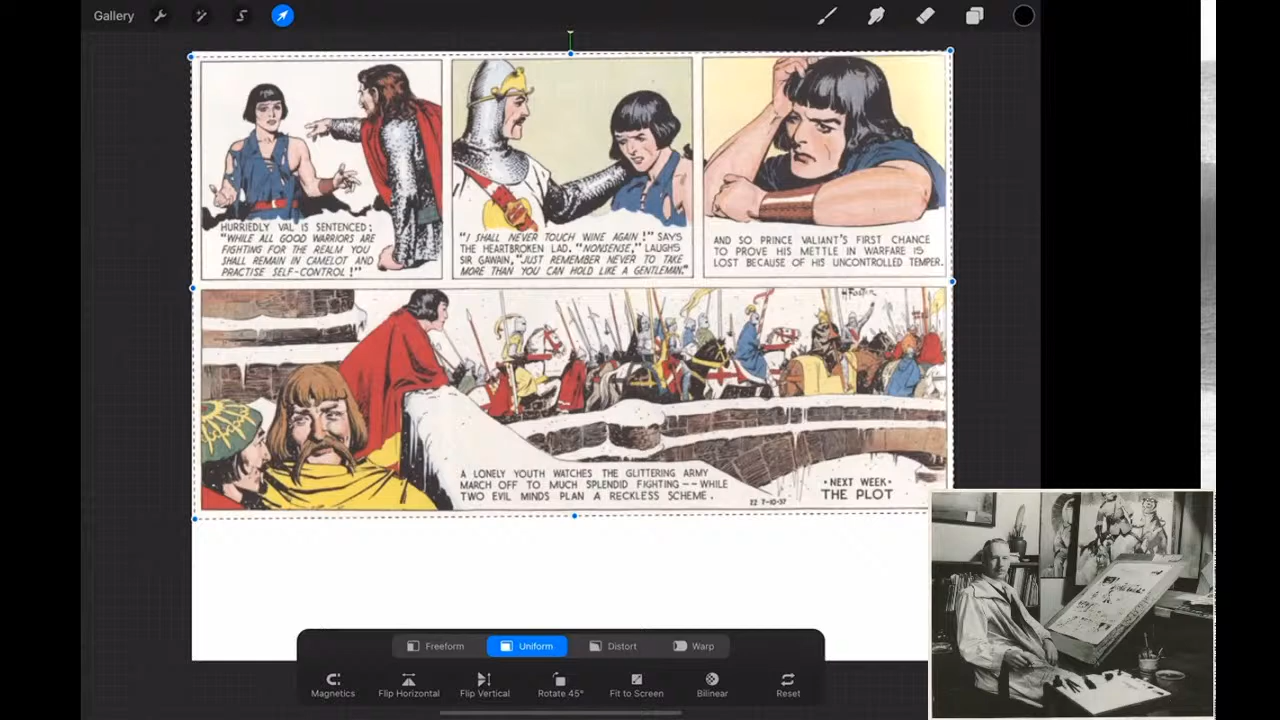 Gallery
HURRIEDLY VAL IS SENTENCED:
"WHILE ALL GOOD WARRIORS ARE
FIGHTING FOR THE REALM YOU
SHALL REMAIN IN CAMELOT AND
PRACTISE SELF-CONTROL!"
"I SHALL NEVER TOUCH WINE AGAIN!" SAYS
THE HEARTBROKEN LAD. "NONSENSE," LAUGHS
SIR GAWAIN, "JUST REMEMBER NEVER TO TAKE
MORE THAN YOU CAN HOLD LIKE A GENTLEMAN."
AND SO PRINCE VALIANT'S FIRST CHANCE
TO PROVE HIS METTLE IN WARFARE IS
LOST BECAUSE OF HIS UNCONTROLLED TEMPER.
A LONELY YOUTH WATCHES THE GLITTERING ARMY
MARCH OFF TO MUCH SPLENDID FIGHTING -- WHILE
TWO EVIL MINDS PLAN A RECKLESS SCHEME.
22 7-10-37
• NEXT WEEK •
THE PLOT
Freeform Uniform Distort Warp
Magnetics Flip Horizontal Flip Vertical Rotate 45° Fit to Screen Bilinear Reset